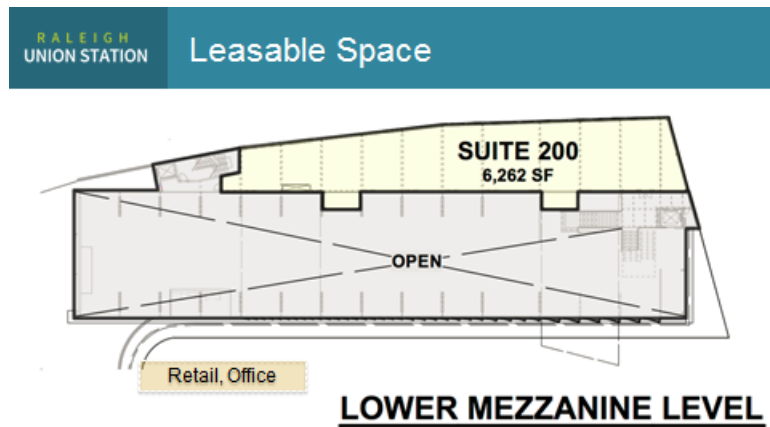 RALEIGH
UNION STATION
Leasable Space
SUITE 200
6,262 SF
OPEN
Retail, Office
LOWER MEZZANINE LEVEL